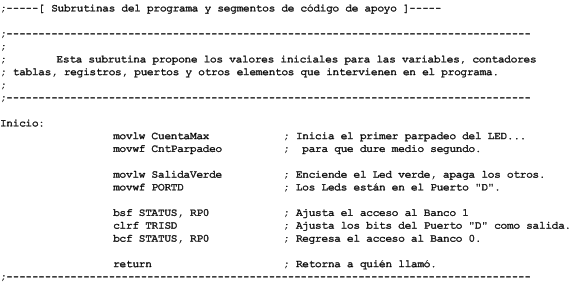 ;-----[ Subrutinas del programa y segmentos de código de apoyo ]-----
;-------------------------------------------------------------------------------
;
;       Esta subrutina propone los valores iniciales para las variables, contadores
; tablas, registros, puertos y otros elementos que intervienen en el programa.
;
;-------------------------------------------------------------------------------
Inicio:
                movlw CuentaMax           ; Inicia el primer parpadeo del LED...
                movwf CntParpadeo         ;  para que dure medio segundo.
                movlw SalidaVerde         ; Enciende el Led verde, apaga los otros.
                movwf PORTD               ; Los Leds están en el Puerto "D".
                bsf STATUS, RP0           ; Ajusta el acceso al Banco 1
                clrf TRISD                ; Ajusta los bits del Puerto "D" como salida.
                bcf STATUS, RP0           ; Regresa el acceso al Banco 0.
                return                    ; Retorna a quién llamó.
;-------------------------------------------------------------------------------